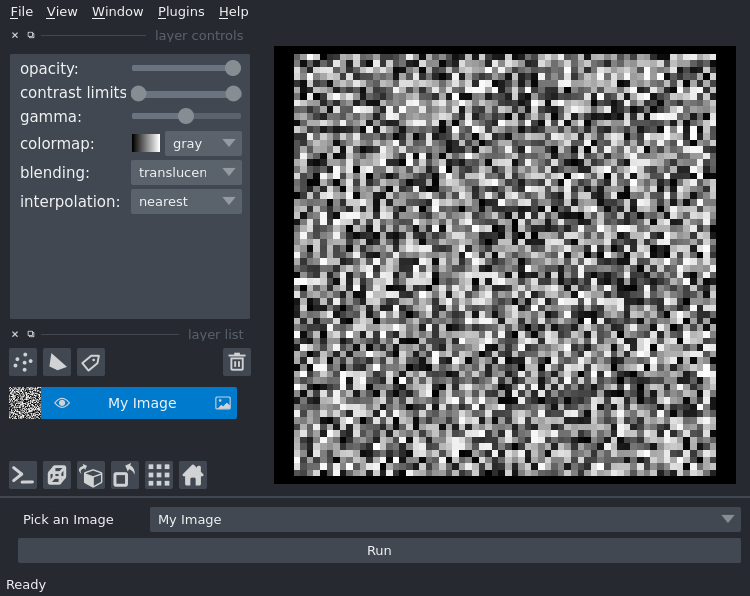 File View Window Plugins Help
layer controls
opacity:
contrast limits
gamma:
colormap: gray
blending: translucen
interpolation: nearest
layer list
My Image
Pick an Image My Image
Run
Ready